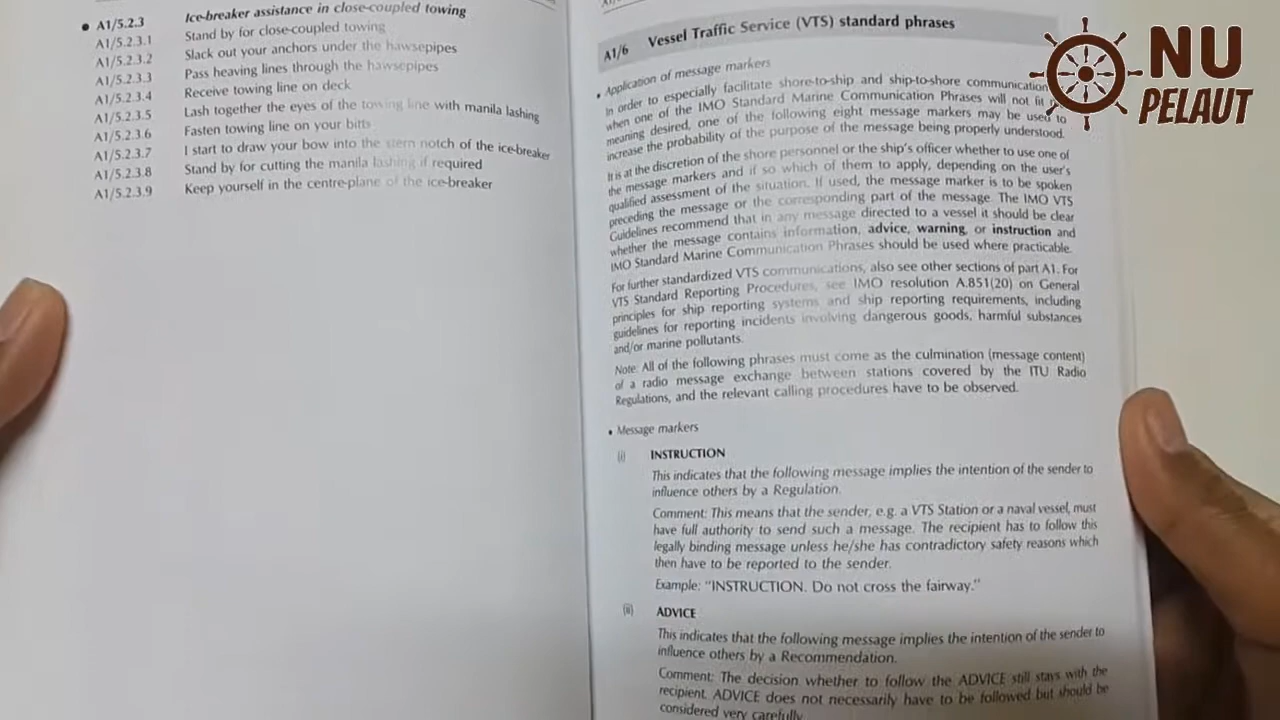 A1/5.2.3 Ice-breaker assistance in close-coupled towing
A1/5.2.3.1 Stand by for close-coupled towing
A1/5.2.3.2 Slack out your anchors under the hawsepipes
A1/5.2.3.3 Pass heaving lines through the hawsepipes
A1/5.2.3.4 Receive towing line on deck
A1/5.2.3.5 Lash together the eyes of the towing line with manila lashing
A1/5.2.3.6 Fasten towing line on your bitts
A1/5.2.3.7 I start to draw your bow into the stern notch of the ice-breaker
A1/5.2.3.8 Stand by for cutting the manila lashing if required
A1/5.2.3.9 Keep yourself in the centre-plane of the ice-breaker
A1/6 Vessel Traffic Service (VTS) standard phrases
• Application of message markers
In order to especially facilitate shore-to-ship and ship-to-shore communication
when one of the IMO Standard Marine Communication Phrases will not fit
meaning desired, one of the following eight message markers may be used to
increase the probability of the purpose of the message being properly understood.
It is at the discretion of the shore personnel or the ship's officer whether to use one of
the message markers and if so which of them to apply, depending on the user's
qualified assessment of the situation. If used, the message marker is to be spoken
preceding the message or the corresponding part of the message. The IMO VTS
Guidelines recommend that in any message directed to a vessel it should be clear
whether the message contains information, advice, warning, or instruction and
IMO Standard Marine Communication Phrases should be used where practicable.
For further standardized VTS communications, also see other sections of part A1. For
VTS Standard Reporting Procedures, see IMO resolution A.851(20) on General
principles for ship reporting systems and ship reporting requirements, including
guidelines for reporting incidents involving dangerous goods, harmful substances
and/or marine pollutants.
Note: All of the following phrases must come as the culmination (message content)
of a radio message exchange between stations covered by the ITU Radio
Regulations, and the relevant calling procedures have to be observed.
• Message markers
(i) INSTRUCTION
This indicates that the following message implies the intention of the sender to
influence others by a Regulation.
Comment: This means that the sender, e.g. a VTS Station or a naval vessel, must
have full authority to send such a message. The recipient has to follow this
legally binding message unless he/she has contradictory safety reasons which
then have to be reported to the sender.
Example: "INSTRUCTION. Do not cross the fairway."
(ii) ADVICE
This indicates that the following message implies the intention of the sender to
influence others by a Recommendation.
Comment: The decision whether to follow the ADVICE still stays with the
recipient. ADVICE does not necessarily have to be followed but should be
considered very carefully.
NU
PELAUT